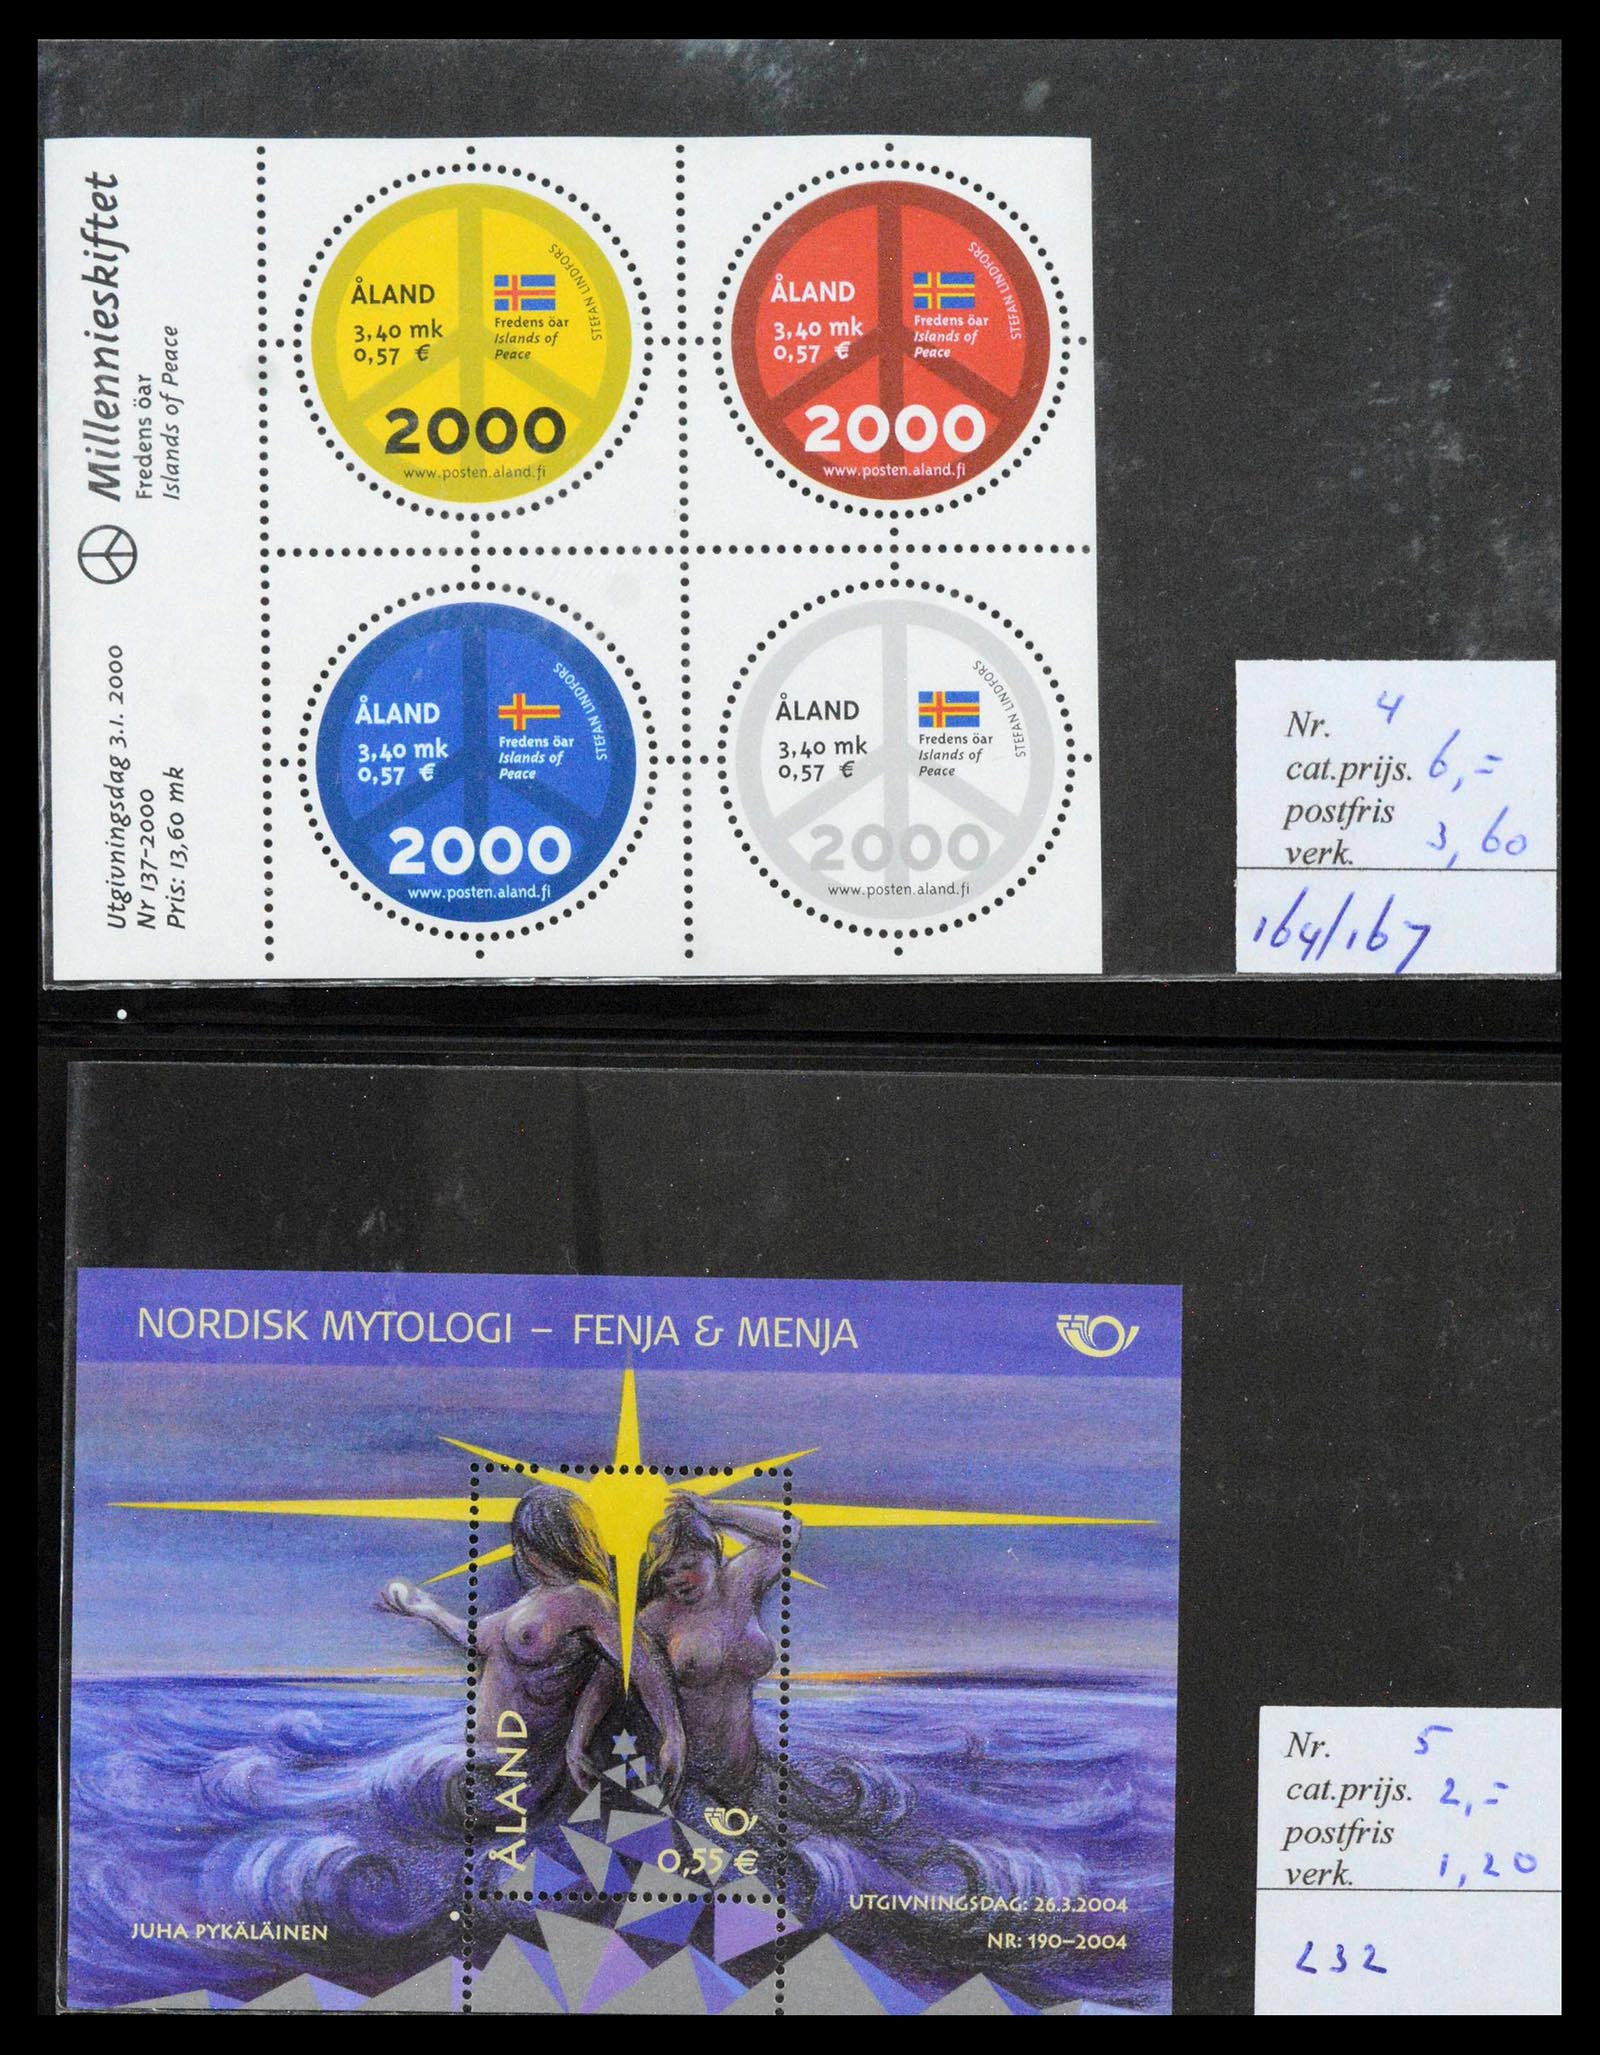 Millennieskiftet
Fredens öar
Islands of Peace
Utgivningsdag 3.1. 2000
Nr 137-2000
Pris: 13,60 mk
ÅLAND
3,40 mk
0,57 €
Fredens öar
Islands of
Peace
STEFAN LINDFORS
2000
www.posten.aland.fi
ÅLAND
3,40 mk
0,57 €
Fredens öar
Islands of
Peace
STEFAN LINDFORS
2000
www.posten.aland.fi
ÅLAND
3,40 mk
0,57 €
Fredens öar
Islands of
Peace
STEFAN LINDFORS
2000
www.posten.aland.fi
ÅLAND
3,40 mk
0,57 €
Fredens öar
Islands of
Peace
STEFAN LINDFORS
2000
www.posten.aland.fi
Nr. 4
cat.prijs. 6,=
postfris
verk. 3,60
164/167
NORDISK MYTOLOGI – FENJA & MENJA
ÅLAND
0,55 €
JUHA PYKÄLÄINEN
UTGIVNINGSDAG: 26.3.2004
NR: 190–2004
Nr. 5
cat.prijs. 2,=
postfris
verk. 1,20
232